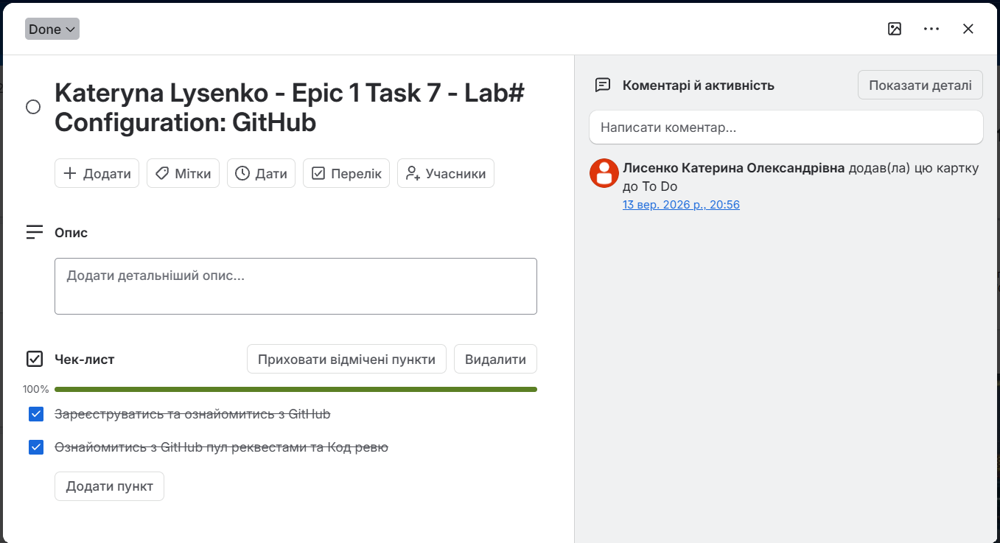 Done
Kateryna Lysenko - Epic 1 Task 7 - Lab#
Configuration: GitHub
Додати
Мітки
Дати
Перелік
Учасники
Опис
Додати детальніший опис...
Чек-лист
Приховати відмічені пункти
Видалити
100%
Зареєструватись та ознайомитись з GitHub
Ознайомитись з GitHub пул реквестами та Код ревю
Додати пункт
Коментарі й активність
Показати деталі
Написати коментар...
Лисенко Катерина Олександрівна додав(ла) цю картку
до To Do
13 вер. 2026 р., 20:56